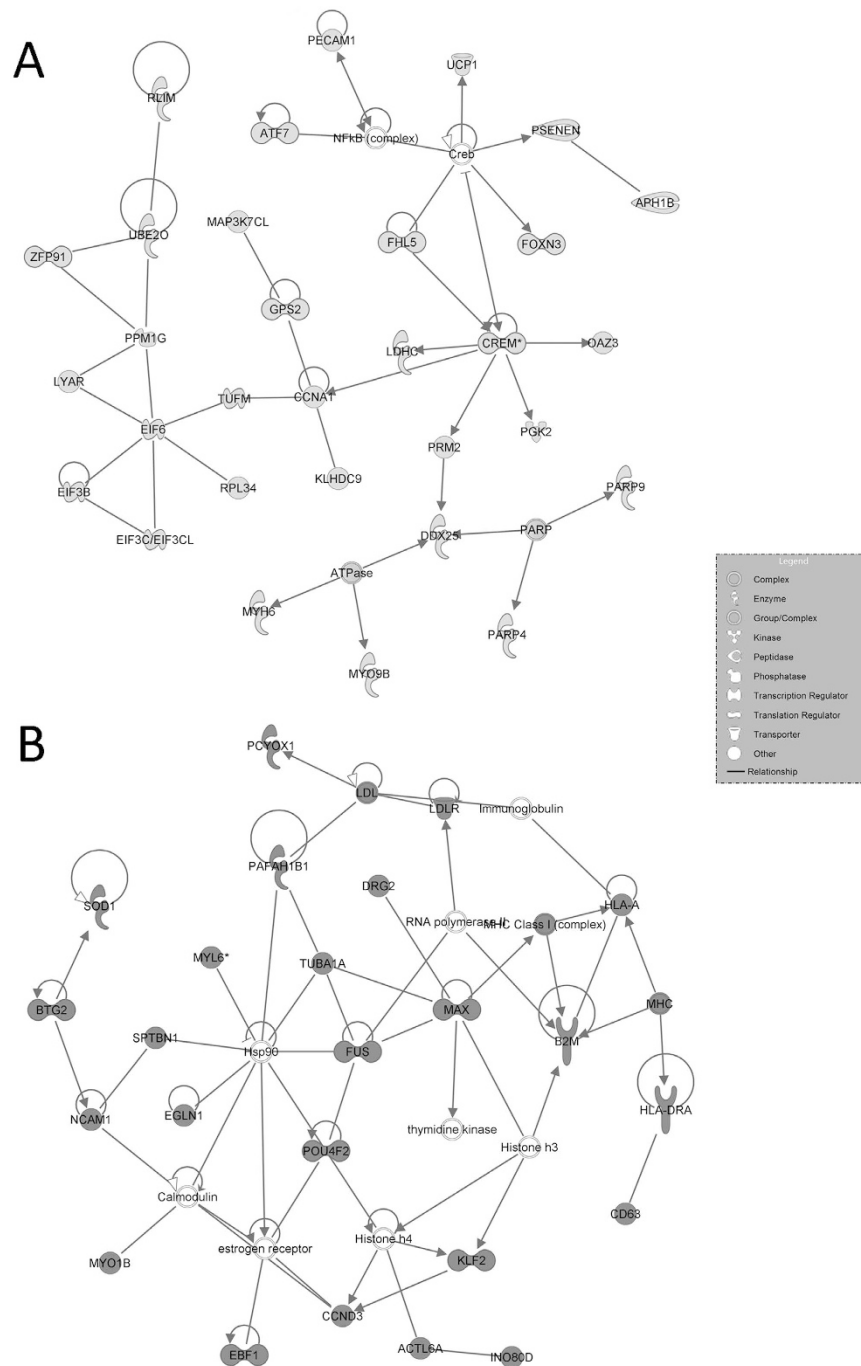 A
PECAM1
UCP1
RLIM
ATF7
NFkB (complex)
Creb
PSENEN
APH1B
MAP3K7CL
UBE2O
ZFP91
FHL5
FOXN3
GPS2
PPM1G
LDHC
CREM*
OAZ3
LYAR
TUFM
CCNA1
EIF6
PRM2
PGK2
EIF3B
RPL34
KLHDC9
PARP9
EIF3C/EIF3CL
DDX25
PARP
ATPase
MYH6
PARP4
MYO9B
Legend
Complex
Enzyme
Group/Complex
Kinase
Peptidase
Phosphatase
Transcription Regulator
Translation Regulator
Transporter
Other
Relationship
B
PCYOX1
LDL
LDLR
Immunoglobulin
PAFAH1B1
DRG2
SOD1
RNA polymerase II
MHC Class I (complex)
HLA-A
MYL6*
TUBA1A
BTG2
MAX
MHC
SPTBN1
Hsp90
FUS
B2M
NCAM1
EGLN1
thymidine kinase
HLA-DRA
POU4F2
Histone h3
Calmodulin
CD63
estrogen receptor
Histone h4
MYO1B
KLF2
CCND3
EBF1
ACTL6A
INO80D